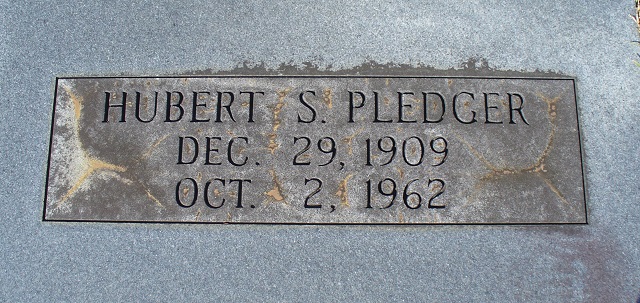 HUBERT S. PLEDGER
DEC. 29, 1909
OCT. 2, 1962